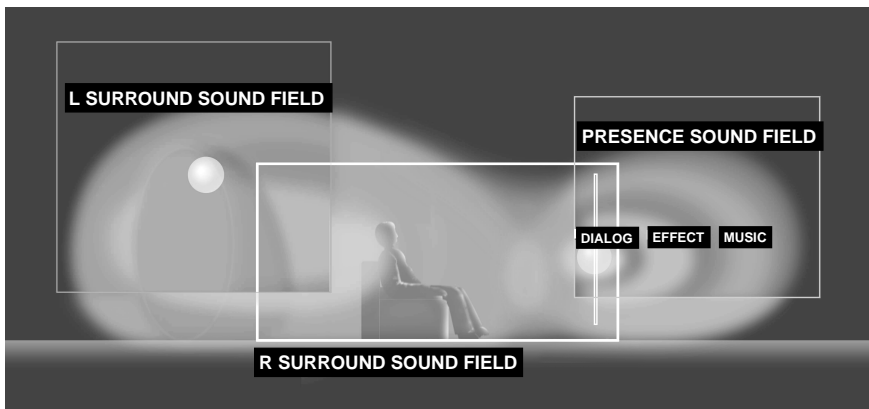 L SURROUND SOUND FIELD
PRESENCE SOUND FIELD
DIALOG EFFECT MUSIC
R SURROUND SOUND FIELD